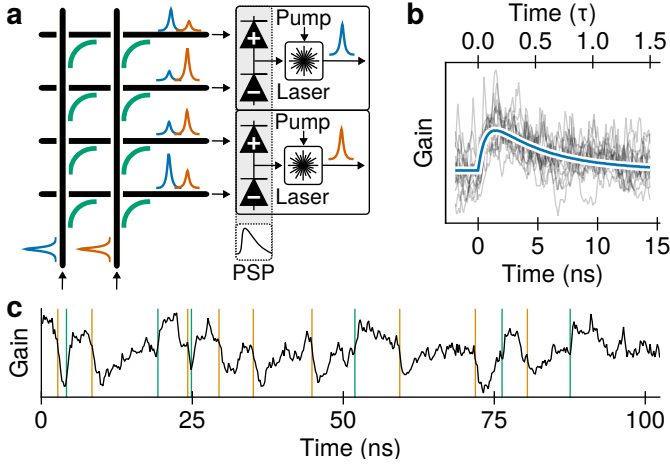 a
Pump
+
−
Laser
Pump
+
−
Laser
PSP
b
Time (τ)
0.0 0.5 1.0 1.5
Gain
0 5 10 15
Time (ns)
c
Gain
0 25 50 75 100
Time (ns)